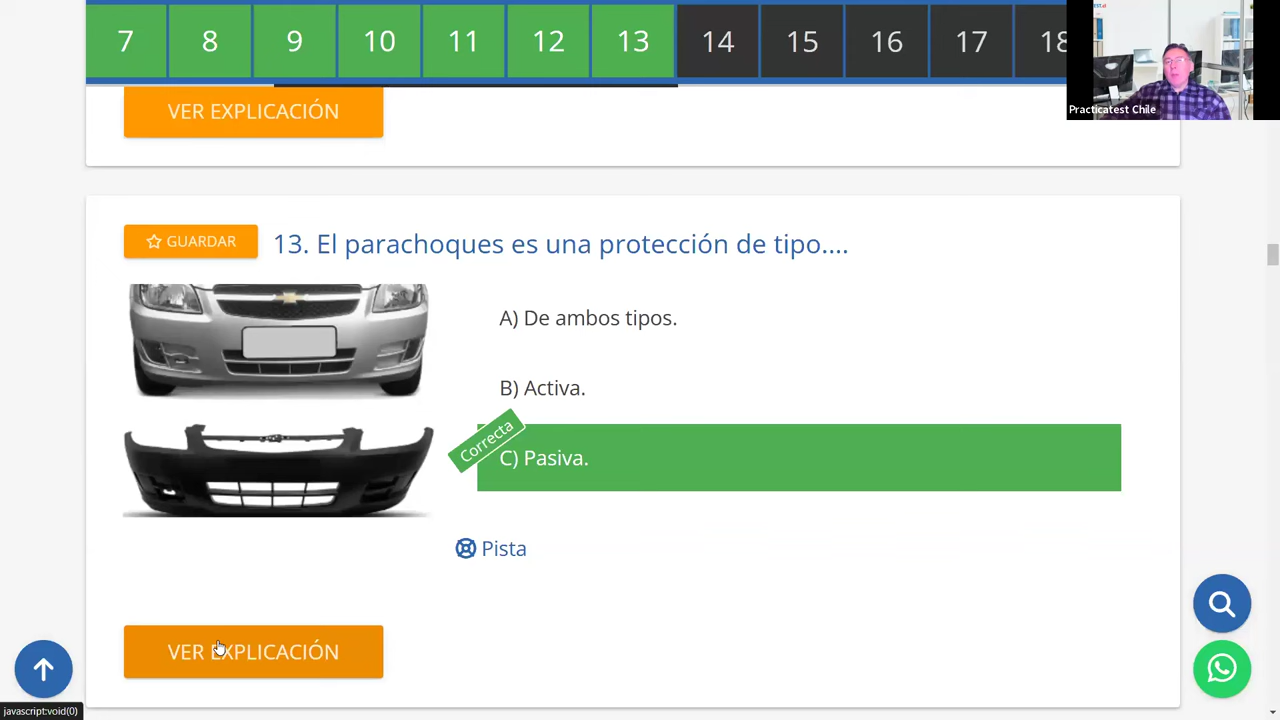 7 8 9 10 11 12 13 14 15 16 17 18
Practicatest Chile
VER EXPLICACIÓN
GUARDAR
13. El parachoques es una protección de tipo....
A) De ambos tipos.
B) Activa.
Correcta
C) Pasiva.
Pista
VER EXPLICACIÓN
javascript:void(0)